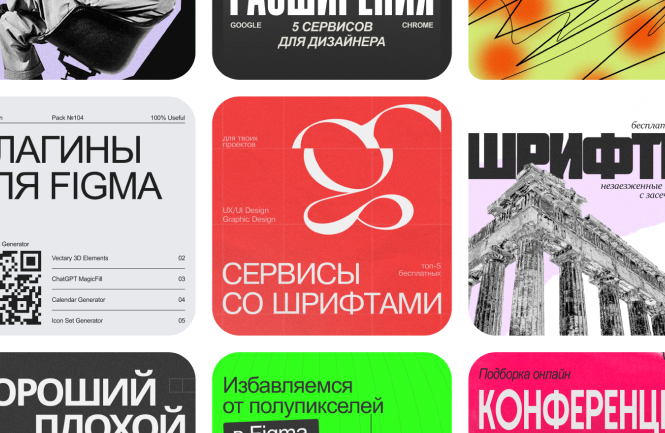 РАСШИРЕНИЯ
GOOGLE
5 СЕРВИСОВ
ДЛЯ ДИЗАЙНЕРА
CHROME
Pack №104
100% Useful
ЛАГИНЫ
ЛЯ FIGMA
Generator
Vectary 3D Elements 02
ChatGPT MagicFill 03
Calendar Generator 04
Icon Set Generator 05
для твоих
проектов
UX/UI Design
Graphic Design
топ-5
бесплатных
СЕРВИСЫ
СО ШРИФТАМИ
бесплат
ШРИФТ
незаезженные
с засеч
ОРОШИЙ
ПЛОХОЙ
Избавляемся
от полупикселей
в Figma
Подборка онлайн
КОНФЕРЕНЦ